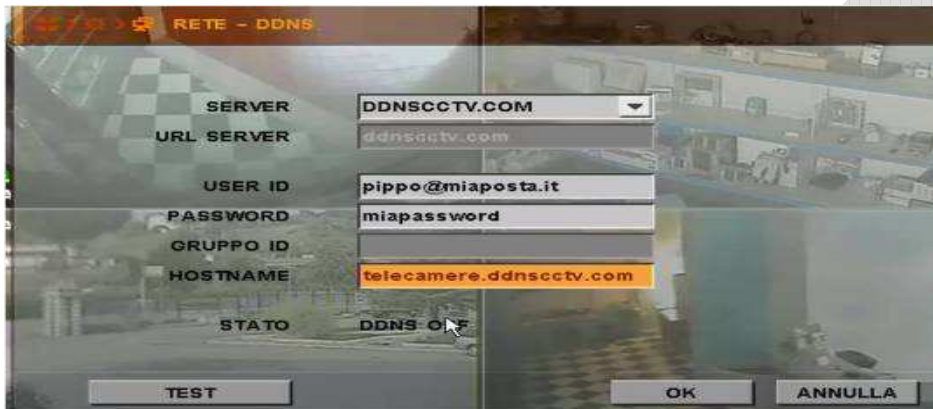 RETE - DDNS
SERVER DDNSCCTV.COM
URL SERVER ddnscctv.com
USER ID pippo@miaposta.it
PASSWORD miapassword
GRUPPO ID
HOSTNAME telecamere.ddnscctv.com
STATO DDNS OFF
TEST OK ANNULLA